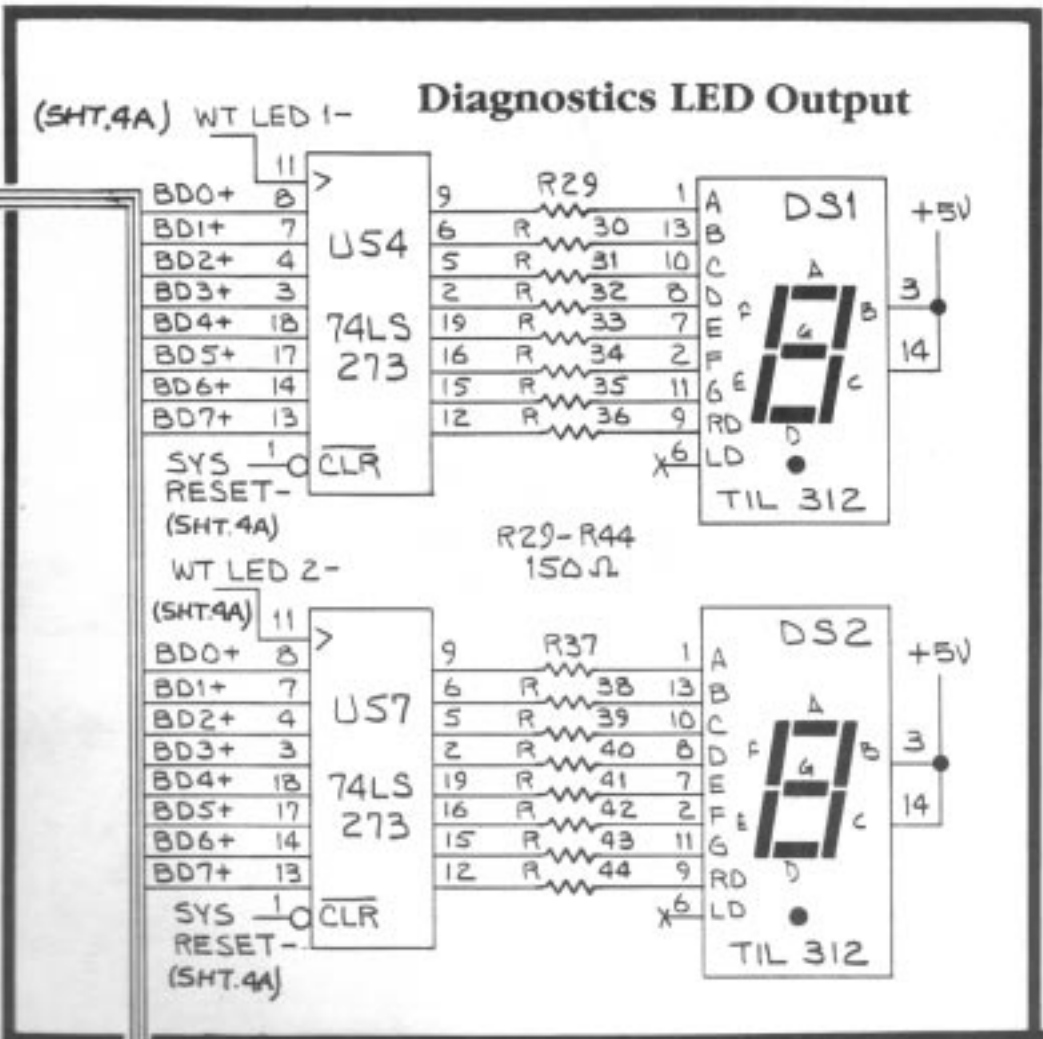 Diagnostics LED Output
(SHT.4A) WT LED 1-
11
BD0+ 8 9 R29 1 A
BD1+ 7 6 R 30 13 B
BD2+ 4 5 R 31 10 C
BD3+ 3 2 R 32 8 D
BD4+ 18 19 R 33 7 E
BD5+ 17 16 R 34 2 F
BD6+ 14 15 R 35 11 G
BD7+ 13 12 R 36 9 RD
6 LD
>
U54
74LS
273
SYS 1 CLR
RESET-
(SHT.4A)
DS1 +5V
A
F B 3
G
E C 14
D
TIL 312
R29-R44
150Ω
WT LED 2-
(SHT.4A) 11
BD0+ 8 9 R37 1 A
BD1+ 7 6 R 38 13 B
BD2+ 4 5 R 39 10 C
BD3+ 3 2 R 40 8 D
BD4+ 18 19 R 41 7 E
BD5+ 17 16 R 42 2 F
BD6+ 14 15 R 43 11 G
BD7+ 13 12 R 44 9 RD
6 LD
>
U57
74LS
273
SYS 1 CLR
RESET-
(SHT.4A)
DS2 +5V
A
F B 3
G
E C 14
D
TIL 312